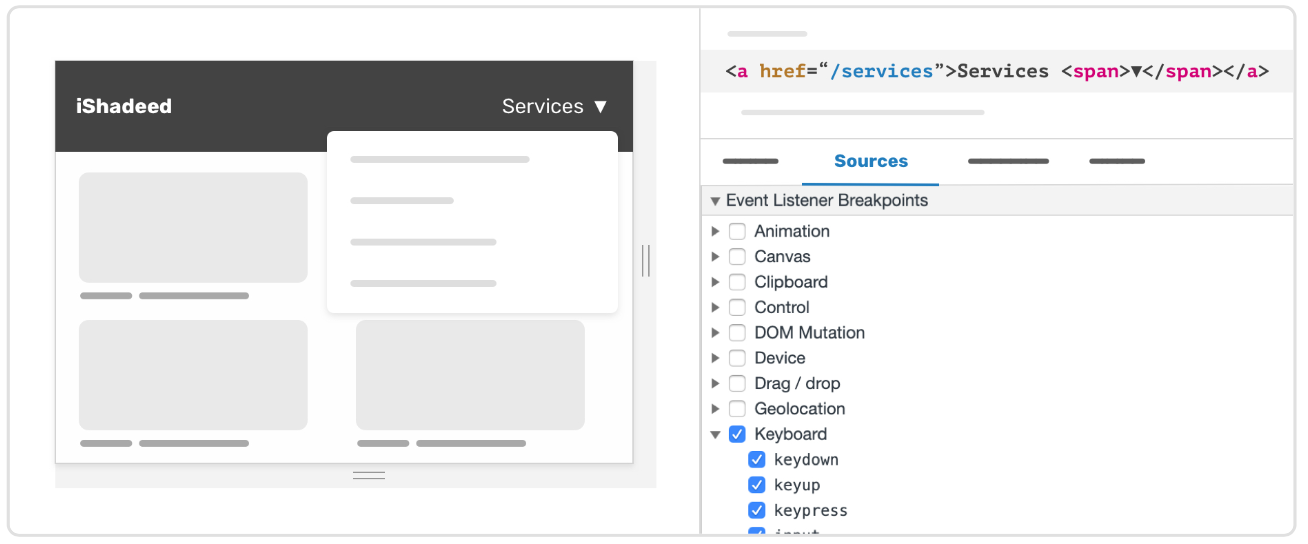 iShadeed
Services ▼
<a href=“/services”>Services <span>▼</span></a>
Sources
▼ Event Listener Breakpoints
Animation
Canvas
Clipboard
Control
DOM Mutation
Device
Drag / drop
Geolocation
Keyboard
keydown
keyup
keypress